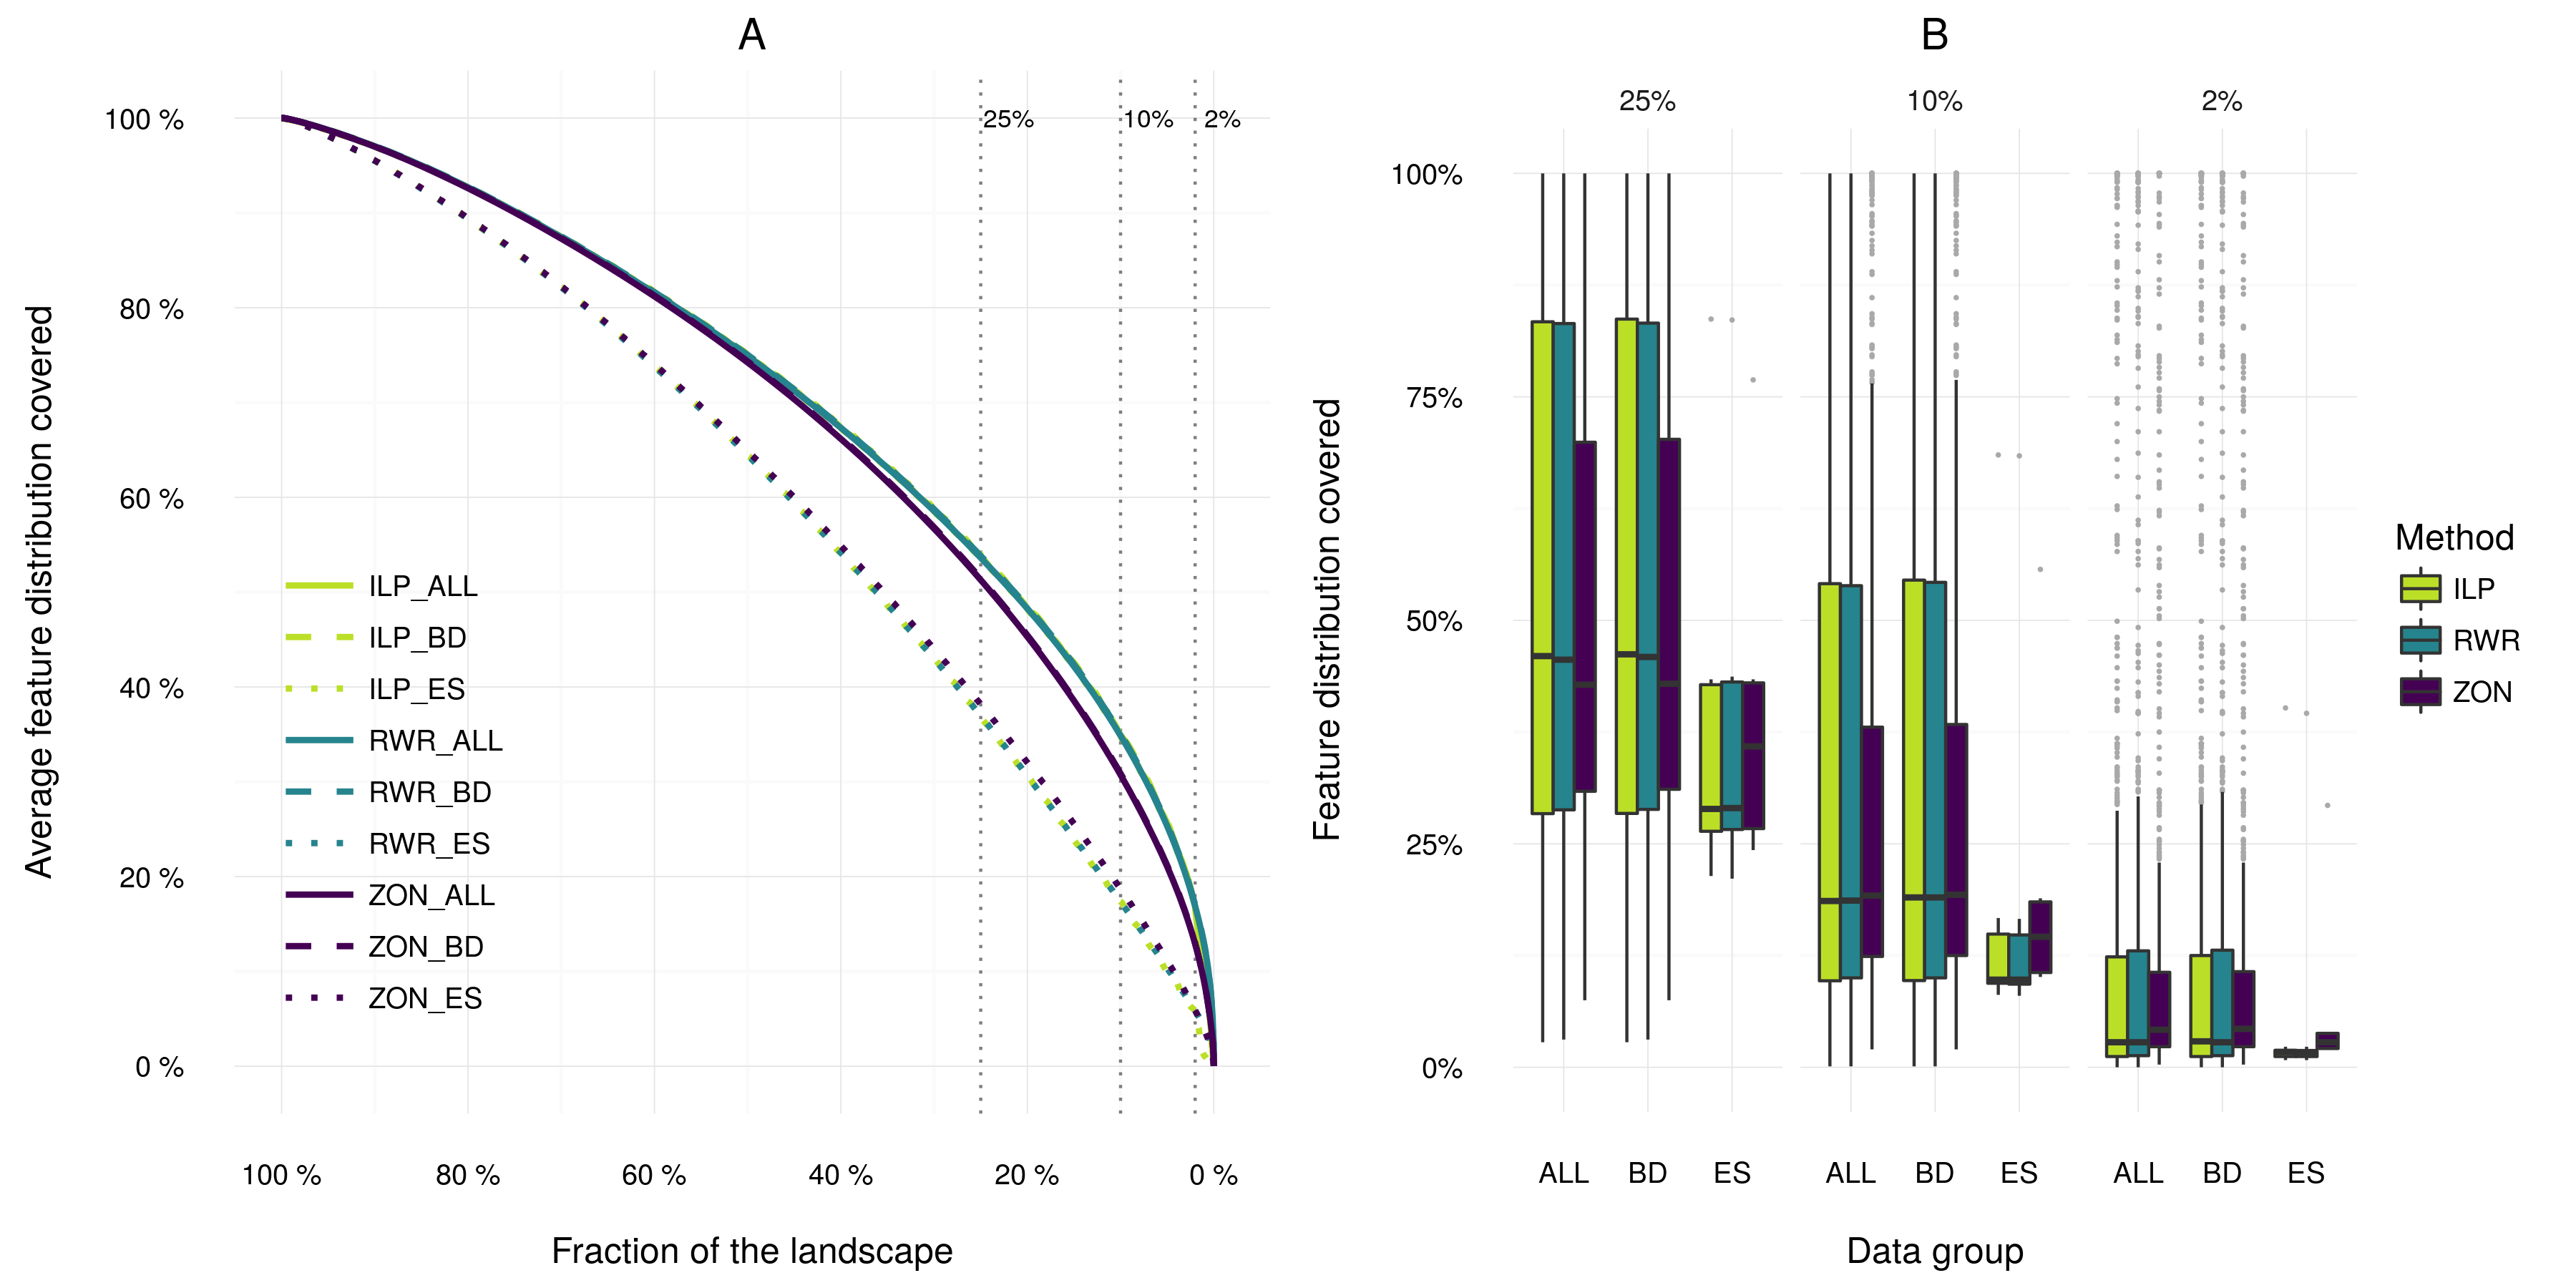 A
Average feature distribution covered
100 %
80 %
60 %
40 %
20 %
0 %
25%
10%
2%
ILP_ALL
ILP_BD
ILP_ES
RWR_ALL
RWR_BD
RWR_ES
ZON_ALL
ZON_BD
ZON_ES
100 % 80 % 60 % 40 % 20 % 0 %
Fraction of the landscape
B
25% 10% 2%
Feature distribution covered
100%
75%
50%
25%
0%
ALL BD ES ALL BD ES ALL BD ES
Data group
Method
ILP
RWR
ZON